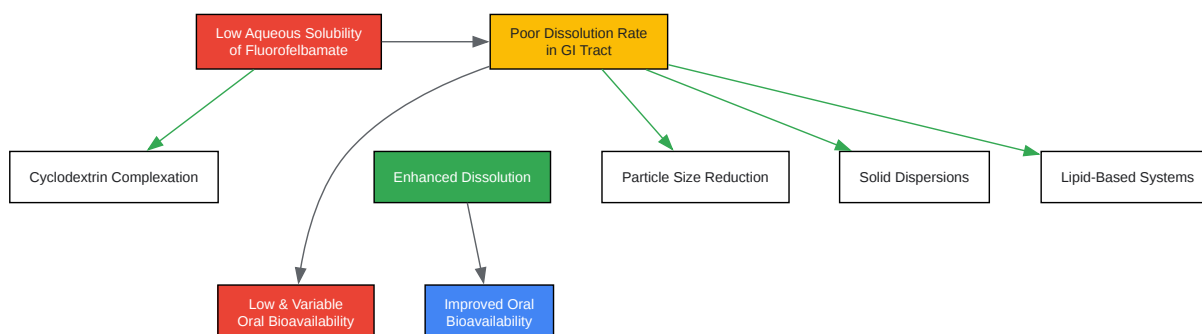 Low Aqueous Solubility
of Fluorofelbamate
Poor Dissolution Rate
in GI Tract
Cyclodextrin Complexation
Enhanced Dissolution
Particle Size Reduction
Solid Dispersions
Lipid-Based Systems
Low & Variable
Oral Bioavailability
Improved Oral
Bioavailability